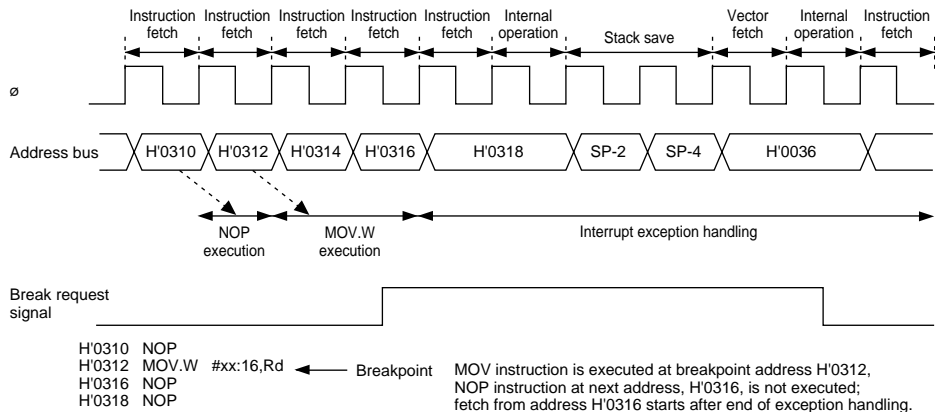 Instruction fetch Instruction fetch Instruction fetch Instruction fetch Instruction fetch Internal operation Stack save Vector fetch Internal operation Instruction fetch
ø
Address bus H'0310 H'0312 H'0314 H'0316 H'0318 SP-2 SP-4 H'0036
NOP execution MOV.W execution Interrupt exception handling
Break request
signal
H'0310 NOP
H'0312 MOV.W #xx:16,Rd Breakpoint MOV instruction is executed at breakpoint address H'0312,
H'0316 NOP NOP instruction at next address, H'0316, is not executed;
H'0318 NOP fetch from address H'0316 starts after end of exception handling.